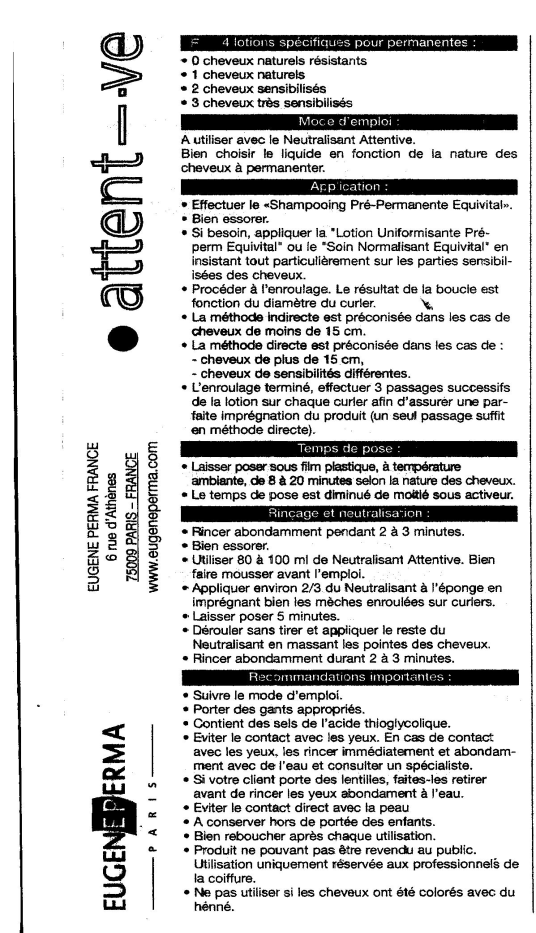 F 4 lotions spécifiques pour permanentes :
• 0 cheveux naturels résistants
• 1 cheveux naturels
• 2 cheveux sensibilisés
• 3 cheveux très sensibilisés
Mode d'emploi :
A utiliser avec le Neutralisant Attentive.
Bien choisir le liquide en fonction de la nature des
cheveux à permanenter.
Application :
• Effectuer le «Shampooing Pré-Permanente Equivital».
• Bien essorer.
• Si besoin, appliquer la "Lotion Uniformisante Pré-
perm Equivital" ou le "Soin Normalisant Equivital" en
insistant tout particulièrement sur les parties sensibil-
isées des cheveux.
• Procéder à l'enroulage. Le résultat de la boucle est
fonction du diamètre du curler.
• La méthode indirecte est préconisée dans les cas de
cheveux de moins de 15 cm.
• La méthode directe est préconisée dans les cas de :
- cheveux de plus de 15 cm,
- cheveux de sensibilités différentes.
• L'enroulage terminé, effectuer 3 passages successifs
de la lotion sur chaque curler afin d'assurer une par-
faite imprégnation du produit (un seul passage suffit
en méthode directe).
Temps de pose :
• Laisser poser sous film plastique, à température
ambiante, de 8 à 20 minutes selon la nature des cheveux.
• Le temps de pose est diminué de moitié sous activeur.
Rinçage et neutralisation :
• Rincer abondamment pendant 2 à 3 minutes.
• Bien essorer.
• Utiliser 80 à 100 ml de Neutralisant Attentive. Bien
faire mousser avant l'emploi.
• Appliquer environ 2/3 du Neutralisant à l'éponge en
imprégnant bien les mèches enroulées sur curlers.
• Laisser poser 5 minutes.
• Dérouler sans tirer et appliquer le reste du
Neutralisant en massant les pointes des cheveux.
• Rincer abondamment durant 2 à 3 minutes.
Recommandations importantes :
• Suivre le mode d'emploi.
• Porter des gants appropriés.
• Contient des sels de l'acide thioglycolique.
• Eviter le contact avec les yeux. En cas de contact
avec les yeux, les rincer immédiatement et abondam-
ment avec de l'eau et consulter un spécialiste.
• Si votre client porte des lentilles, faites-les retirer
avant de rincer les yeux abondament à l'eau.
• Eviter le contact direct avec la peau
• A conserver hors de portée des enfants.
• Bien reboucher après chaque utilisation.
• Produit ne pouvant pas être revendu au public.
Utilisation uniquement réservée aux professionnels de
la coiffure.
• Ne pas utiliser si les cheveux ont été colorés avec du
hénné.
attent—ve
EUGENE PERMA FRANCE
6 rue d'Athènes
75009 PARIS – FRANCE
www.eugeneperma.com
EUGENEPERMA
PARIS